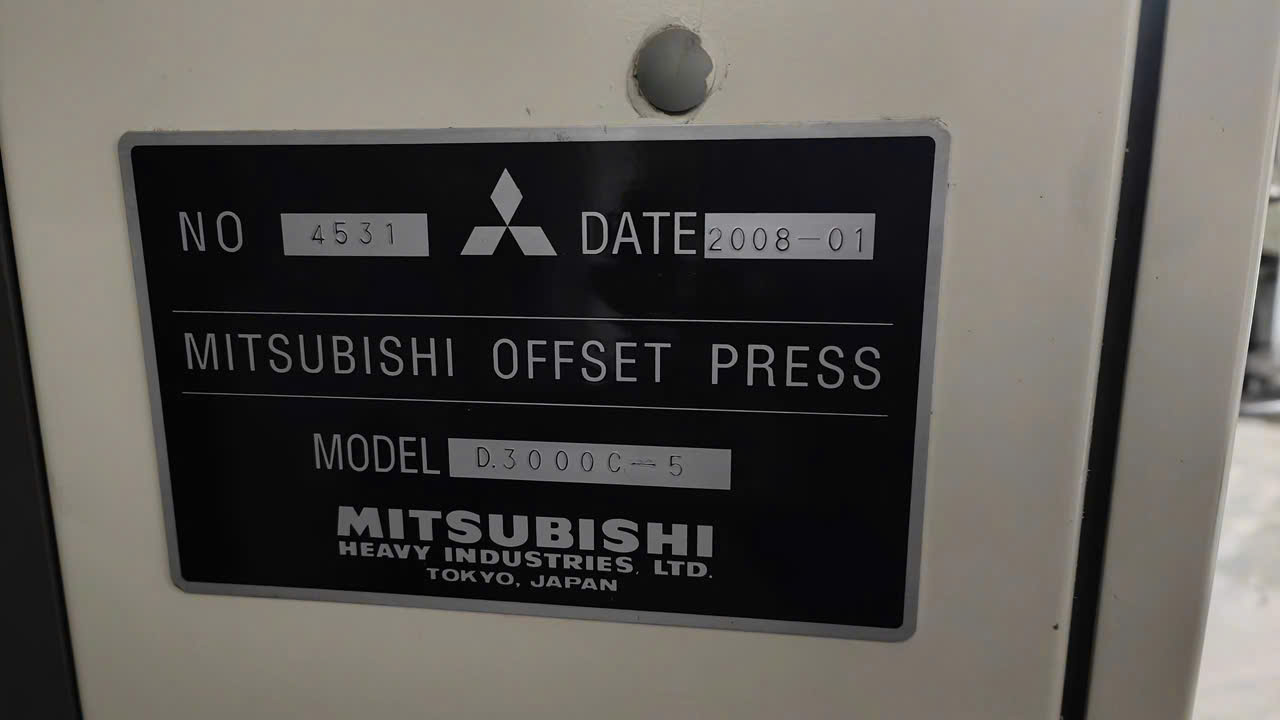 NO 4531 DATE 2008-01
MITSUBISHI OFFSET PRESS
MODEL D.3000C-5
MITSUBISHI
HEAVY INDUSTRIES, LTD.
TOKYO, JAPAN